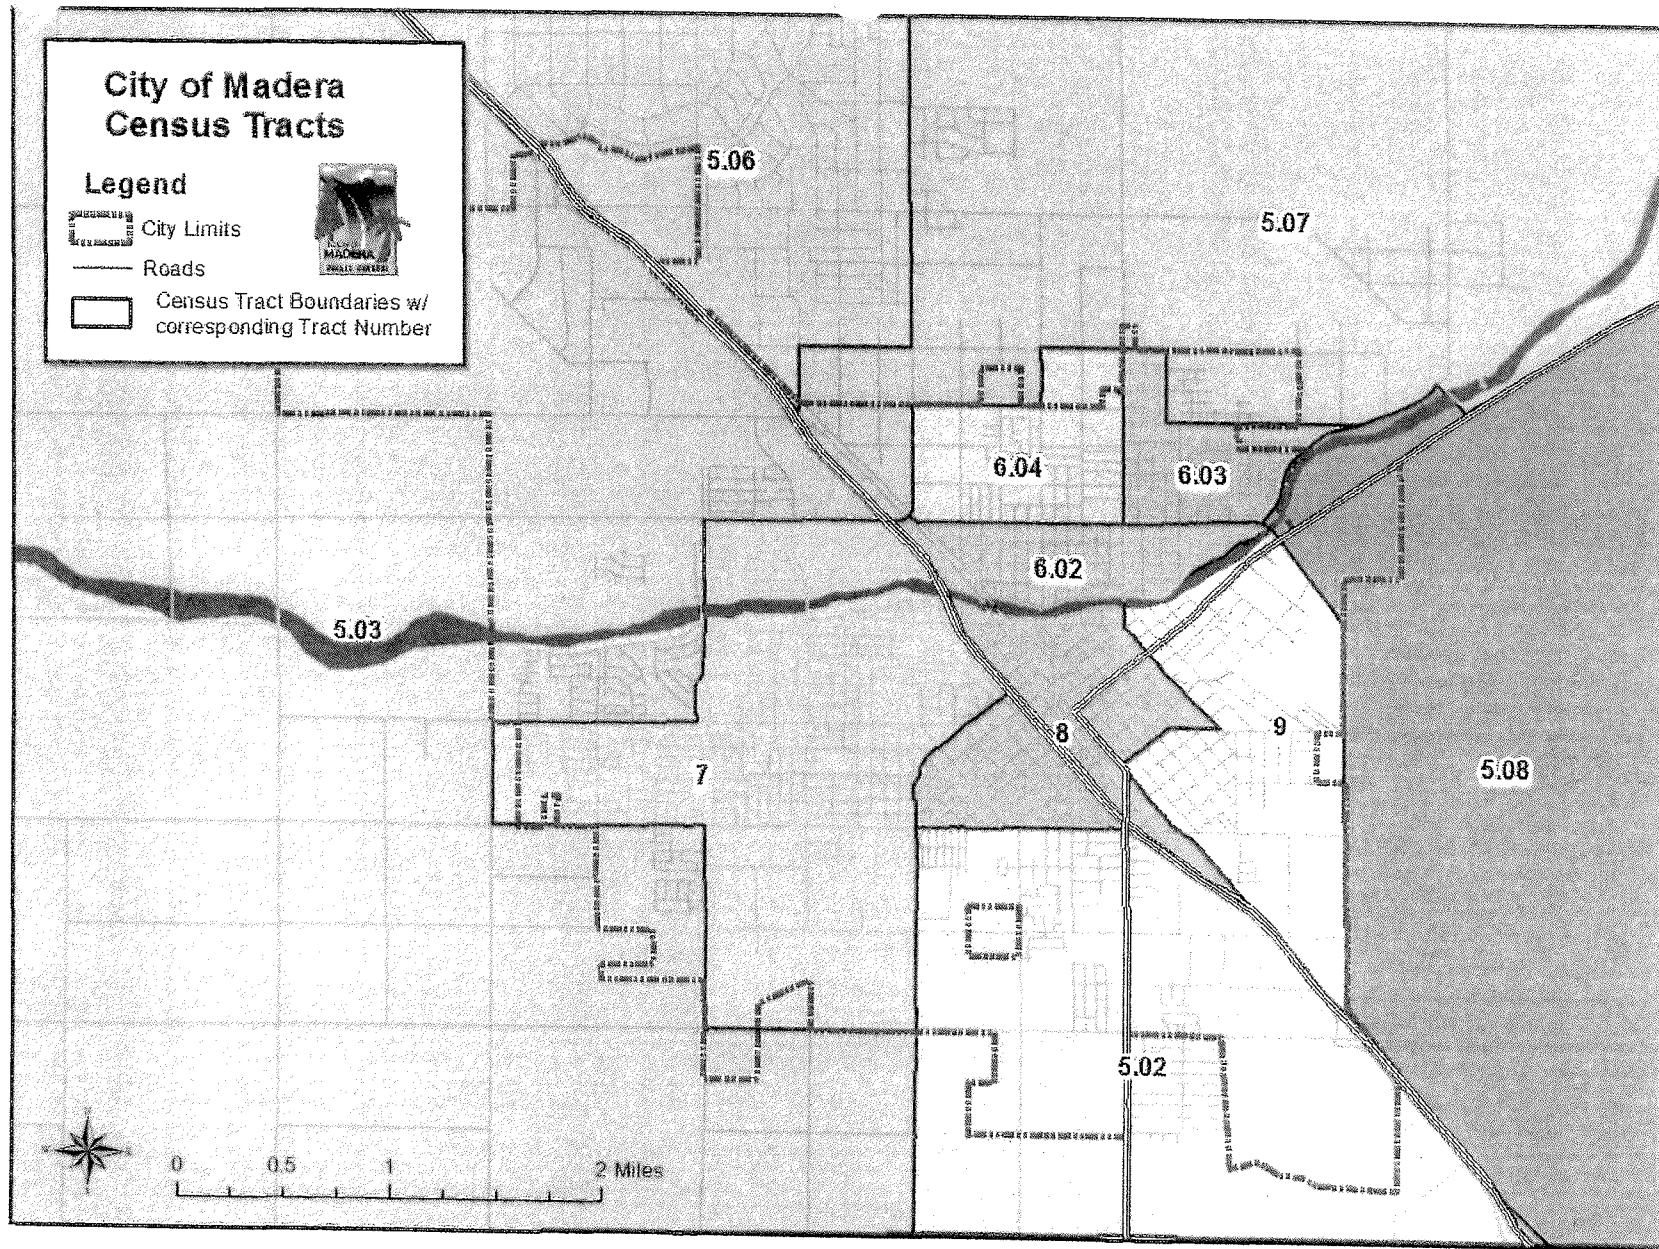 City of Madera
Census Tracts
Legend
City Limits
Roads
Census Tract Boundaries w/
corresponding Tract Number
MADERA
5.06
5.07
6.04
6.03
6.02
5.03
8
9
7
5.08
5.02
0 0.5 1 2 Miles